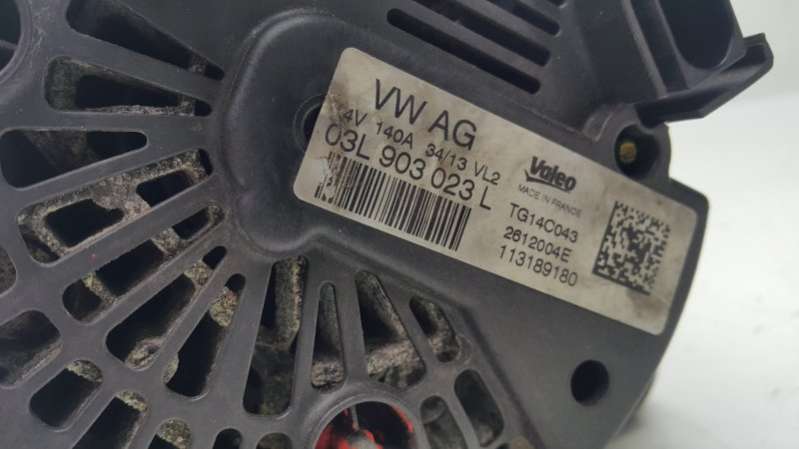 VW AG
4V 140A 34/13 VL2
03L 903 023 L
Valeo
MADE IN FRANCE
TG14C043
2612004E
113189180